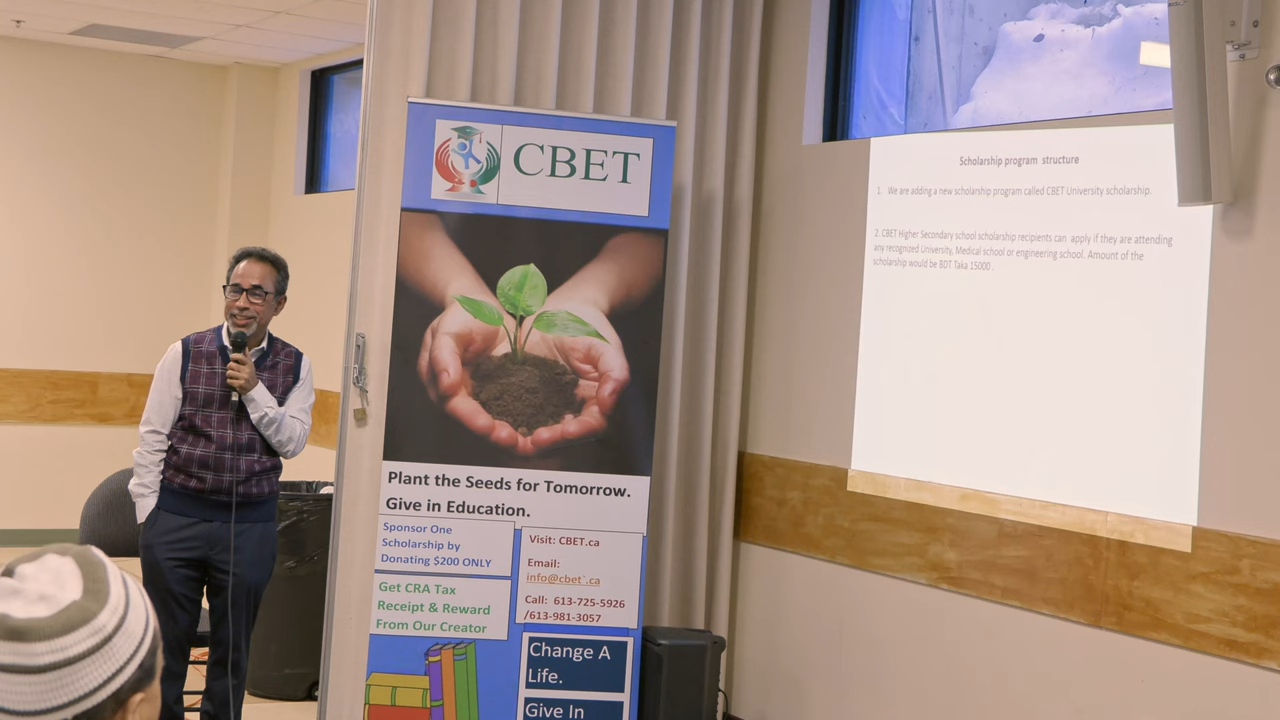 CBET
Plant the Seeds for Tomorrow.
Give in Education.
Sponsor One
Scholarship by
Donating $200 ONLY
Get CRA Tax
Receipt & Reward
From Our Creator
Visit: CBET.ca
Email:
info@cbet`.ca
Call: 613-725-5926
/613-981-3057
Change A
Life.
Give In
Scholarship program structure
1. We are adding a new scholarship program called CBET University scholarship.
2. CBET Higher Secondary school scholarship recipients can apply if they are attending
any recognized University, Medical school or engineering school. Amount of the
scholarship would be BDT Taka 15000 .